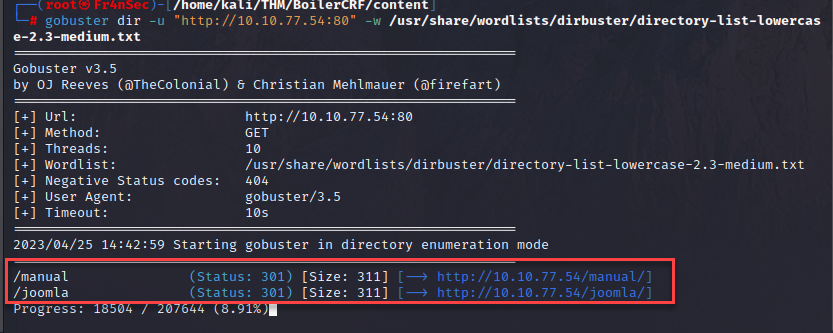 ┌──(root㉿Fr4nSec)-[/home/kali/THM/BoilerCRF/content]
└─# gobuster dir -u "http://10.10.77.54:80" -w /usr/share/wordlists/dirbuster/directory-list-lowercas
e-2.3-medium.txt
===============================================================
Gobuster v3.5
by OJ Reeves (@TheColonial) & Christian Mehlmauer (@firefart)
===============================================================
[+] Url:                     http://10.10.77.54:80
[+] Method:                  GET
[+] Threads:                 10
[+] Wordlist:                /usr/share/wordlists/dirbuster/directory-list-lowercase-2.3-medium.txt
[+] Negative Status codes:   404
[+] User Agent:              gobuster/3.5
[+] Timeout:                 10s
===============================================================
2023/04/25 14:42:59 Starting gobuster in directory enumeration mode
===============================================================
/manual               (Status: 301) [Size: 311] [--> http://10.10.77.54/manual/]
/joomla               (Status: 301) [Size: 311] [--> http://10.10.77.54/joomla/]
Progress: 18504 / 207644 (8.91%)